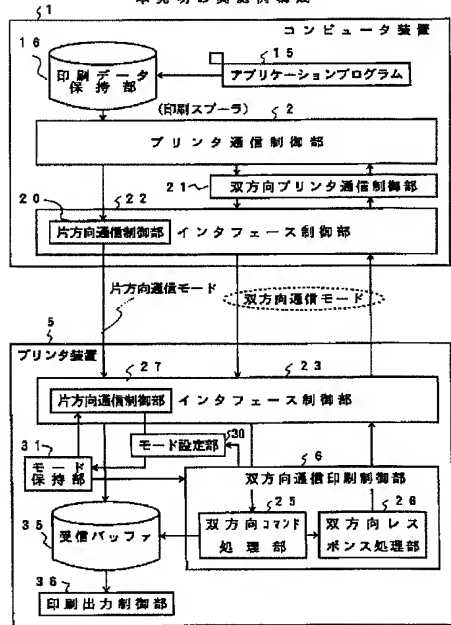 1
コンピュータ装置
16
15
印刷データ
保持部
アプリケーションプログラム
(印刷スプーラ)
2
プリンタ通信制御部
21
双方向プリンタ通信制御部
20
22
片方向通信制御部
インタフェース制御部
片方向通信モード
双方向通信モード
5
プリンタ装置
27
23
片方向通信制御部
インタフェース制御部
31
モード設定部
30
モード
保持部
6
双方向通信印刷制御部
35
25
26
受信バッファ
双方向コマンド
処理部
双方向レス
ポンス処理部
36
印刷出力制御部